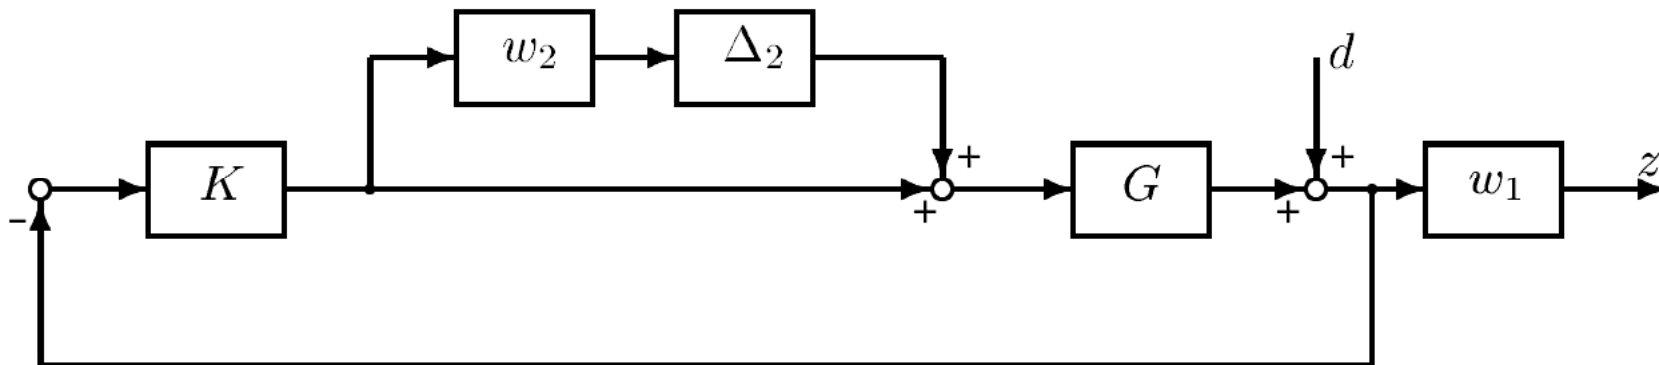 w₂ Δ₂ d
+ +
K G w₁ z
- + +